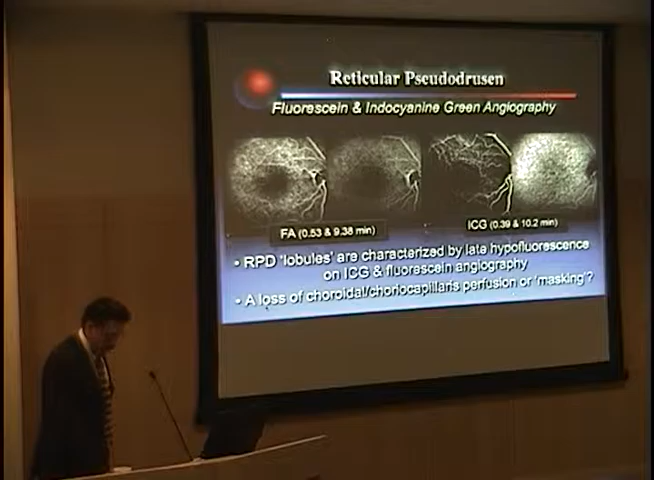 Reticular Pseudodrusen
Fluorescein & Indocyanine Green Angiography
FA (0.53 & 9.38 min)
ICG (0.39 & 10.2 min)
• RPD 'lobules' are characterized by late hypofluorescence
on ICG & fluorescein angiography
• A loss of choroidal/choriocapillaris perfusion or 'masking'?